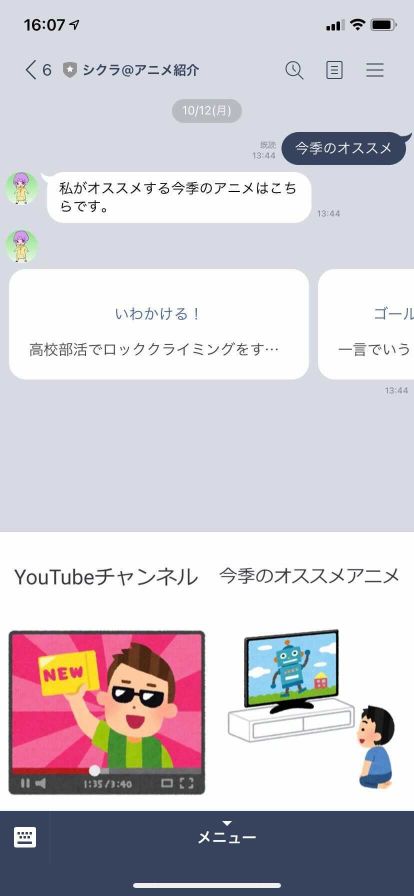 16:07
6 シクラ@アニメ紹介
10/12(月)
既読
13:44
今季のオススメ
私がオススメする今季のアニメはこち
らです。
13:44
いわかける！
高校部活でロッククライミングをす…
ゴール
一言でいう
13:44
YouTubeチャンネル
今季のオススメアニメ
NEW
1:35/3:40
メニュー